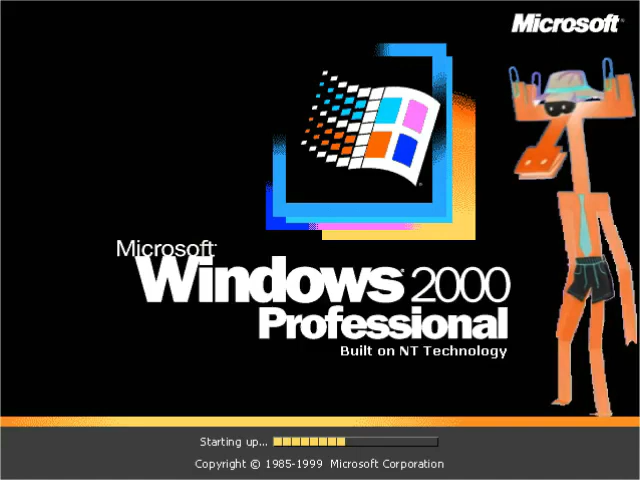 Microsoft
Microsoft
Windows 2000
Professional
Built on NT Technology
Starting up...
Copyright © 1985-1999 Microsoft Corporation